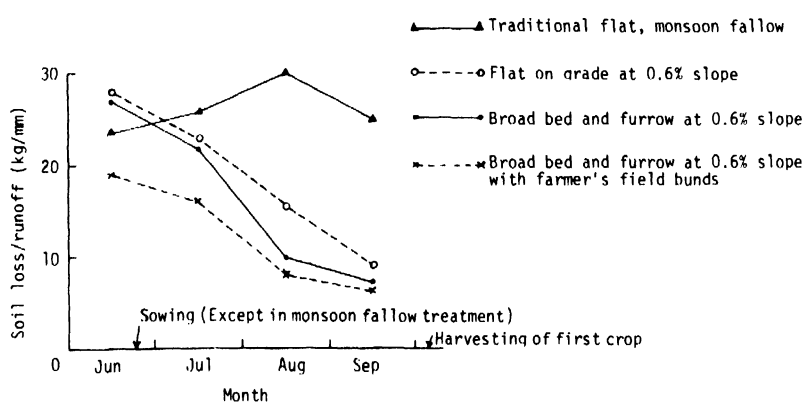 Traditional flat, monsoon fallow
Flat on grade at 0.6% slope
Broad bed and furrow at 0.6% slope
Broad bed and furrow at 0.6% slope
with farmer's field bunds
Soil loss/runoff (kg/mm)
30
20
10
0
Sowing (Except in monsoon fallow treatment)
Harvesting of first crop
Jun Jul Aug Sep
Month